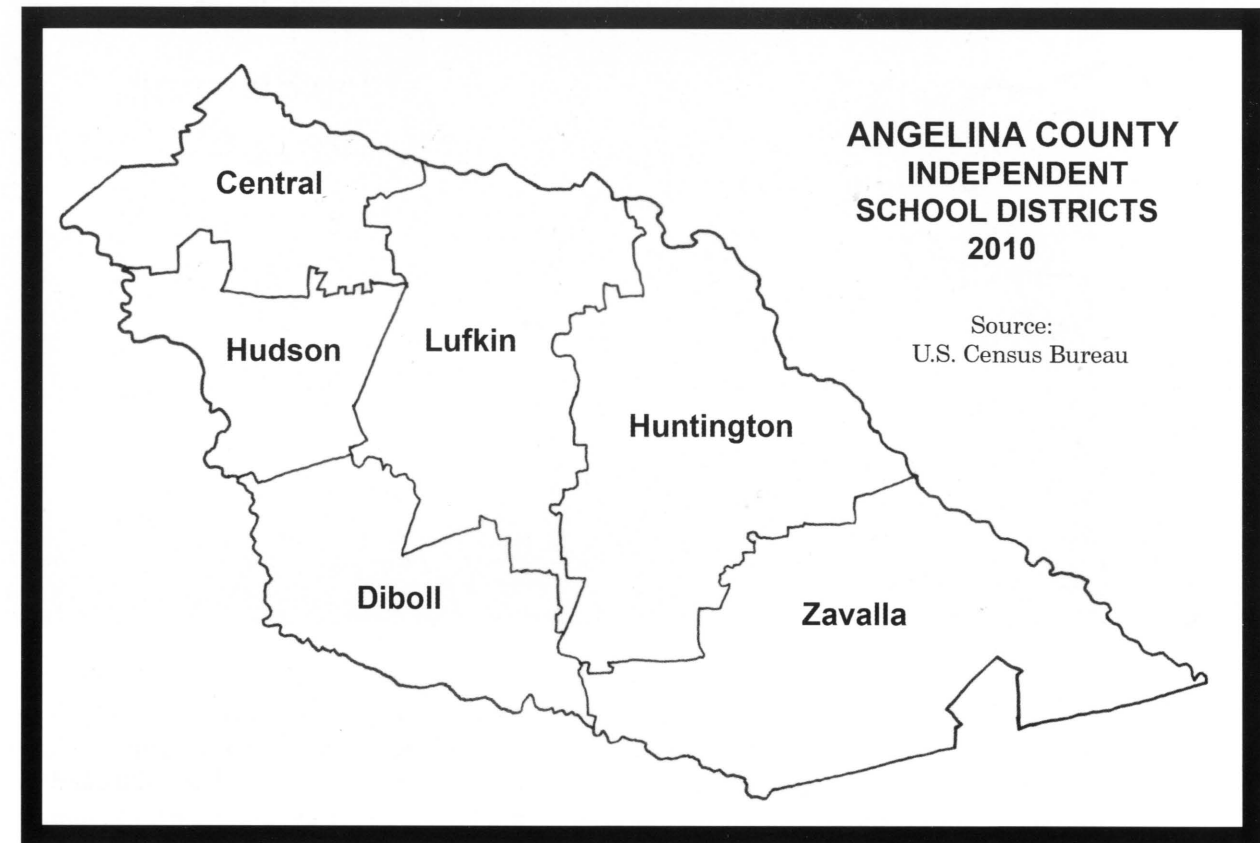 ANGELINA COUNTY
INDEPENDENT
SCHOOL DISTRICTS
2010
Source:
U.S. Census Bureau
Central
Hudson
Lufkin
Huntington
Diboll
Zavalla